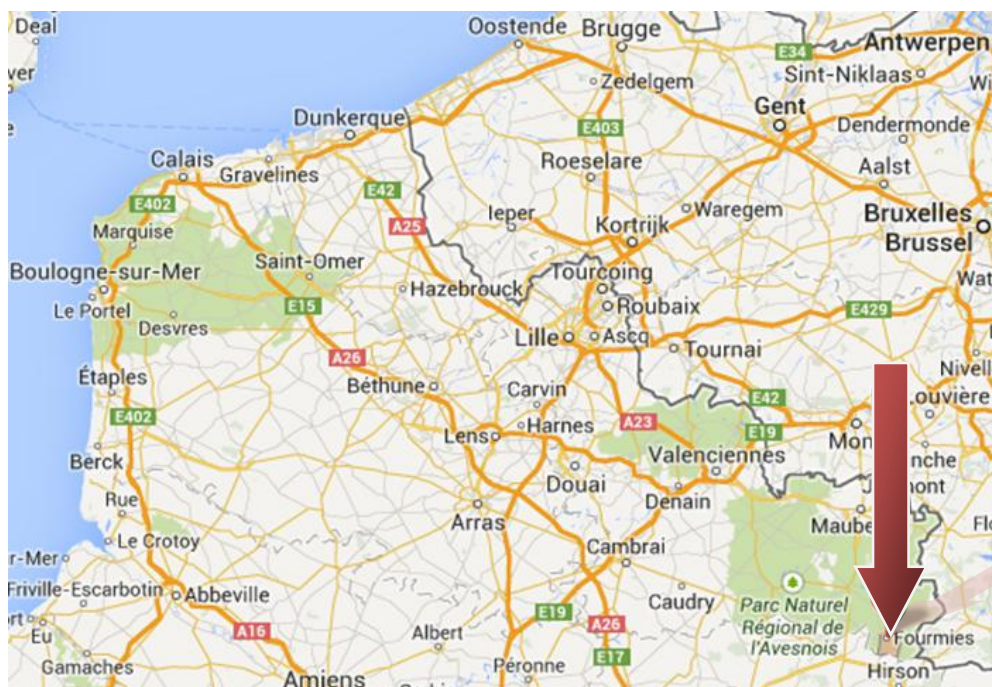 Deal
Oostende
Brugge
E34
Antwerpen
Zedelgem
Sint-Niklaas
Dunkerque
E403
Gent
Dendermonde
Calais
Gravelines
E42
Roeselare
Aalst
E402
A25
Ieper
Waregem
Kortrijk
Bruxelles
Brussel
Marquise
Saint-Omer
Tourcoing
Boulogne-sur-Mer
Hazebrouck
Roubaix
Le Portel
E15
E429
Desvres
Lille
Ascq
Tournai
A26
Étaples
Béthune
Carvin
E42
E402
Harnes
A23
E19
Lens
Berck
Valenciennes
Douai
Denain
Rue
Arras
Le Crotoy
Cambrai
Friville-Escarbotin
Abbeville
Caudry
Parc Naturel
Régional de
l'Avesnois
E19
A26
Eu
A16
Albert
Fourmies
Gamaches
E17
Péronne
Hirson
Amiens